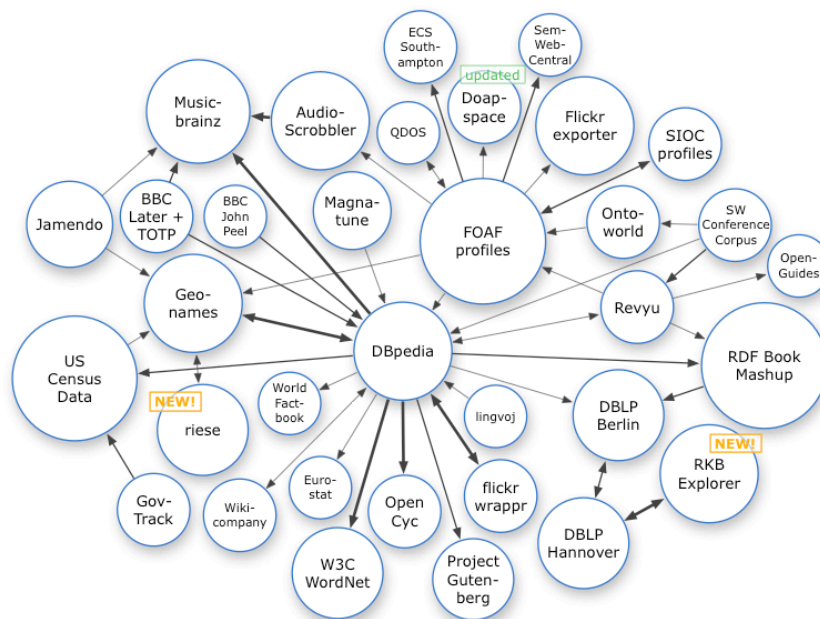 ECS
South-
ampton
Sem-
Web-
Central
updated
Doap-
space
Music-
brainz
Audio-
Scrobbler
QDOS
Flickr
exporter
SIOC
profiles
Jamendo
BBC
Later +
TOTP
BBC
John
Peel
Magna-
tune
FOAF
profiles
Onto-
world
SW
Conference
Corpus
Open-
Guides
Geo-
names
Revyu
DBpedia
US
Census
Data
RDF Book
Mashup
NEW!
riese
World
Fact-
book
lingvoj
DBLP
Berlin
NEW!
RKB
Explorer
Gov-
Track
Wiki-
company
Euro-
stat
Open
Cyc
flickr
wrappr
DBLP
Hannover
W3C
WordNet
Project
Guten-
berg